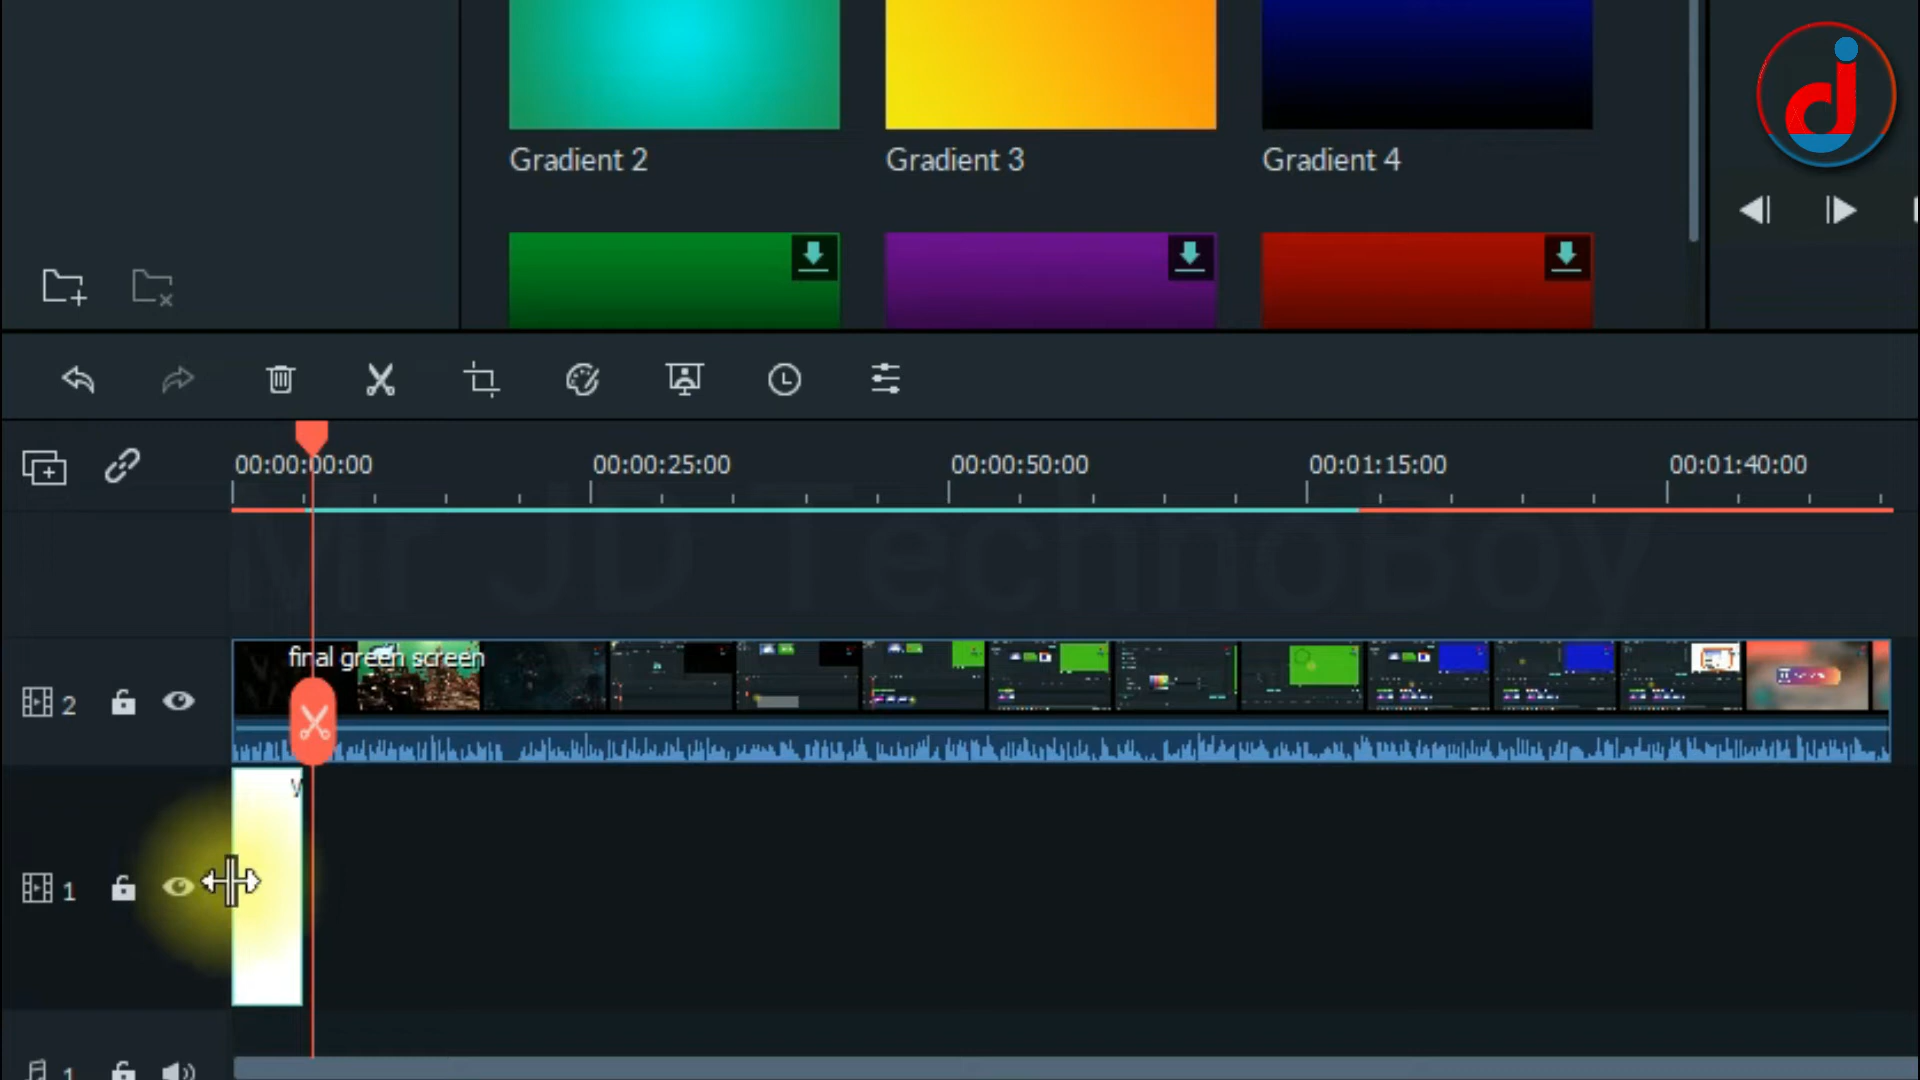 Gradient 2
Gradient 3
Gradient 4
00:00:00:00
00:00:25:00
00:00:50:00
00:01:15:00
00:01:40:00
Mr JD TechnoBoy
final green screen
2
1
1